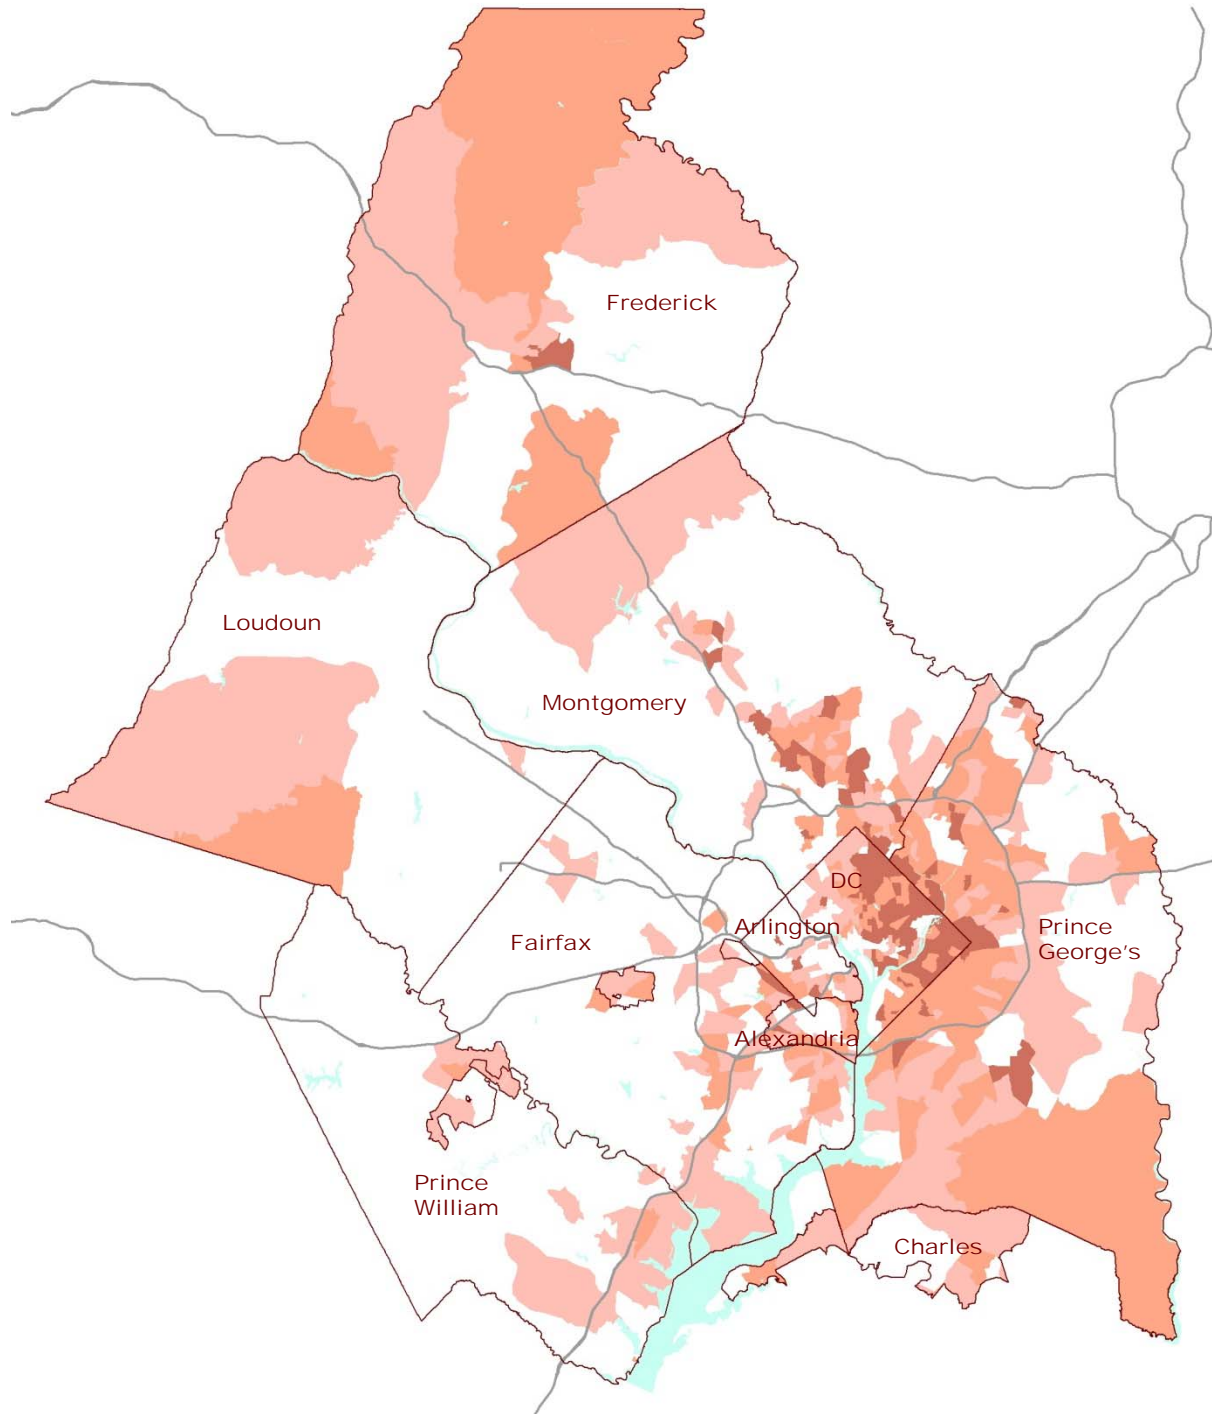 Frederick
Loudoun
Montgomery
DC
Arlington
Fairfax
Prince
George's
Alexandria
Prince
William
Charles